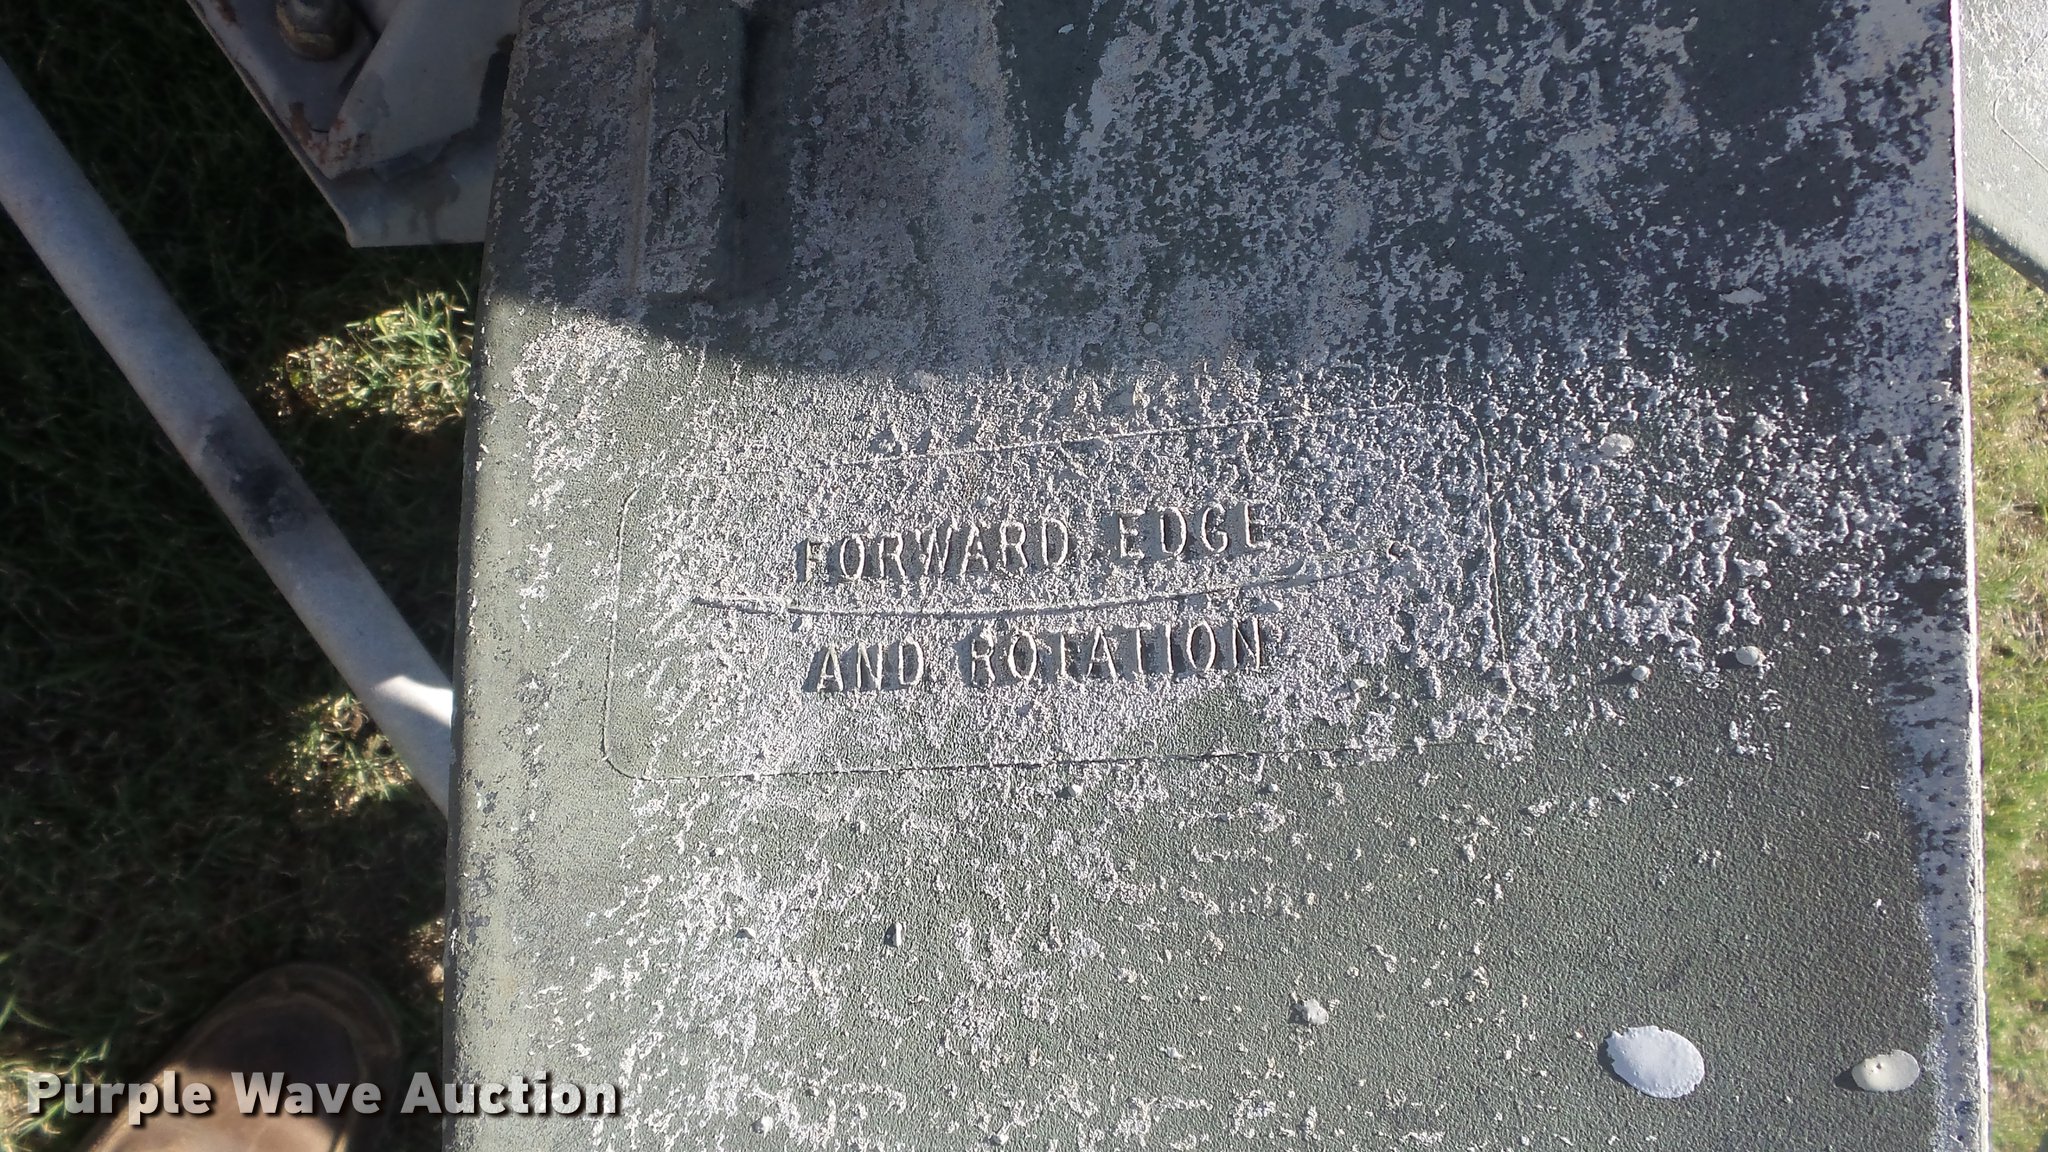 FORWARD EDGE
AND ROTATION
Purple Wave Auction